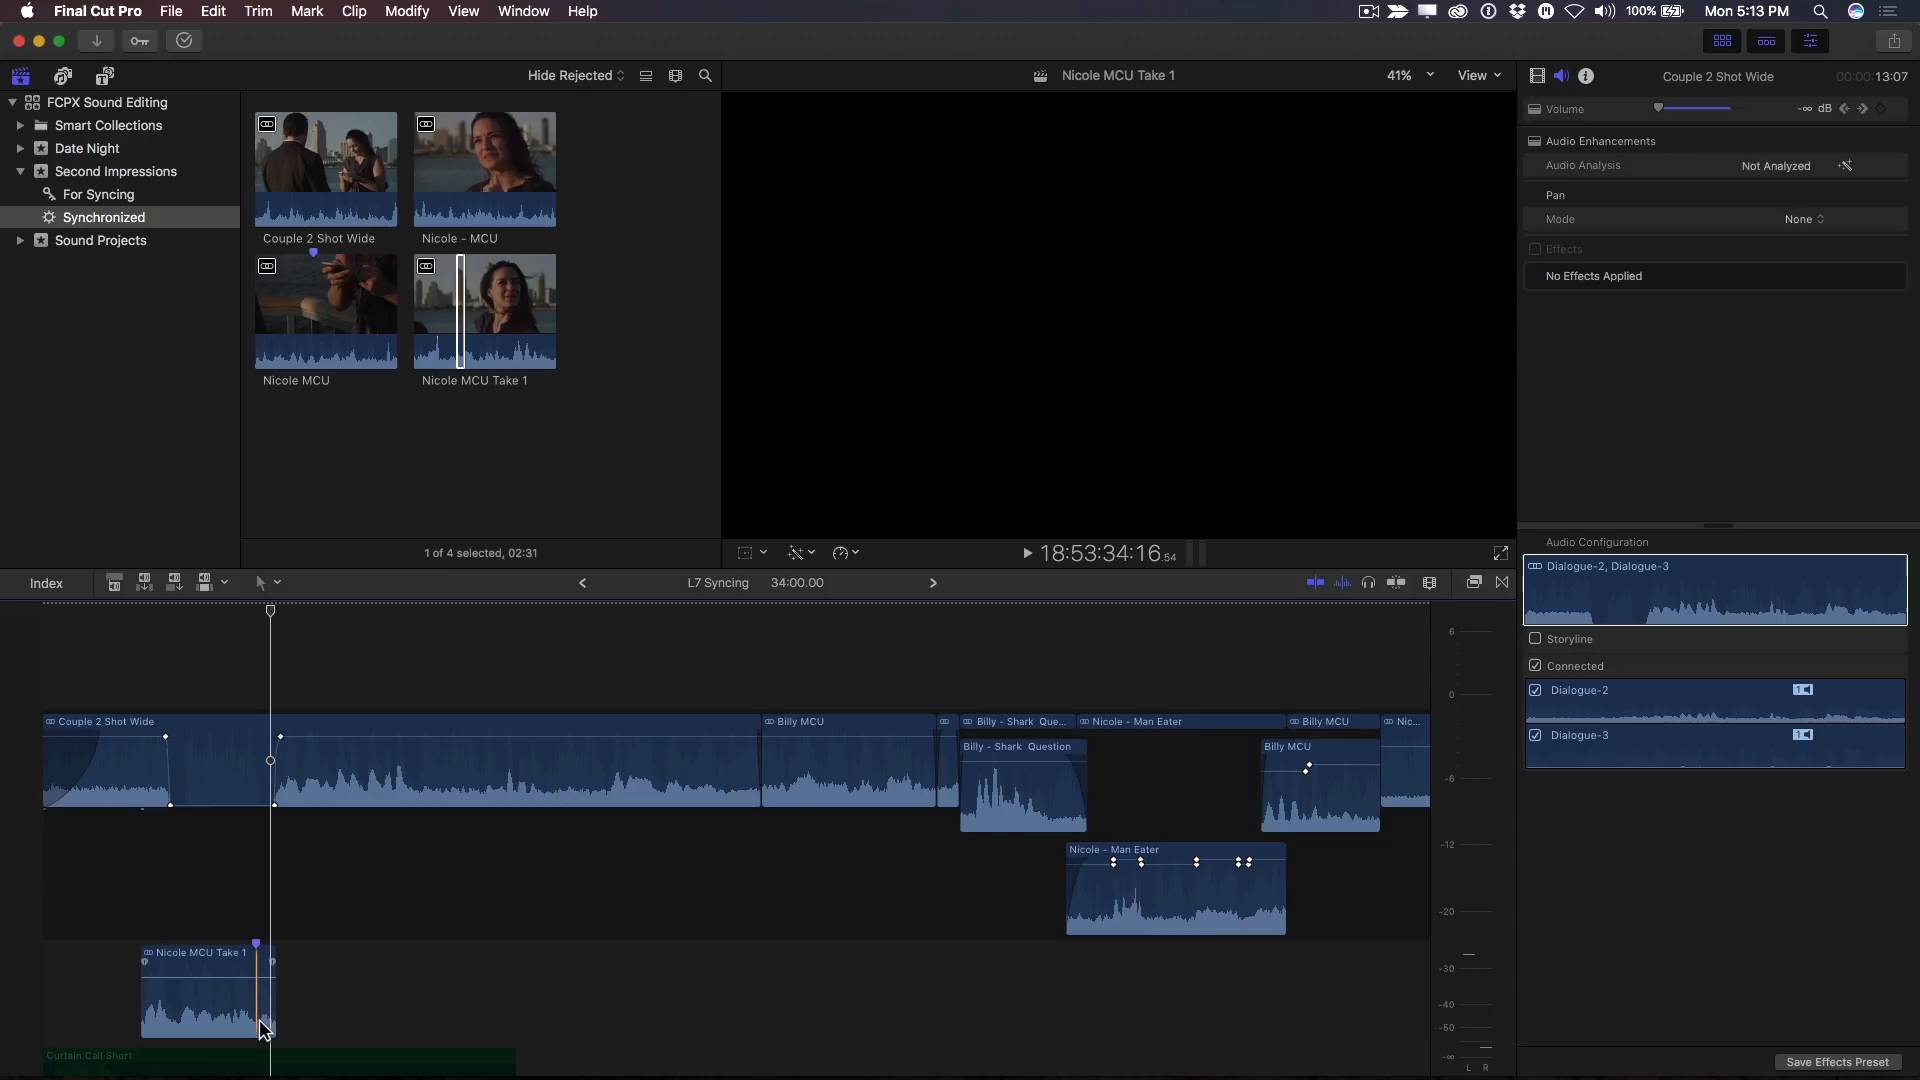 Final Cut Pro File Edit Trim Mark Clip Modify View Window Help 100% Mon 5:13 PM
Hide Rejected
Nicole MCU Take 1
41% View
Couple 2 Shot Wide 00:00:13:07
FCPX Sound Editing
Smart Collections
Date Night
Second Impressions
For Syncing
Synchronized
Sound Projects
Couple 2 Shot Wide
Nicole - MCU
Nicole MCU
Nicole MCU Take 1
1 of 4 selected, 02:31
18:53:34:16.54
Volume -∞ dB
Audio Enhancements
Audio Analysis Not Analyzed
Pan
Mode None
Effects
No Effects Applied
Audio Configuration
Dialogue-2, Dialogue-3
Storyline
Connected
Dialogue-2 1
Dialogue-3 1
Save Effects Preset
Index
L7 Syncing 34:00.00
Couple 2 Shot Wide
Billy MCU
Billy - Shark Que...
Nicole - Man Eater
Billy MCU
Nic...
Billy - Shark Question
Billy MCU
Nicole - Man Eater
Nicole MCU Take 1
Curtain Call Short
6
0
-6
-12
-20
-30
-40
-50
-∞
L R